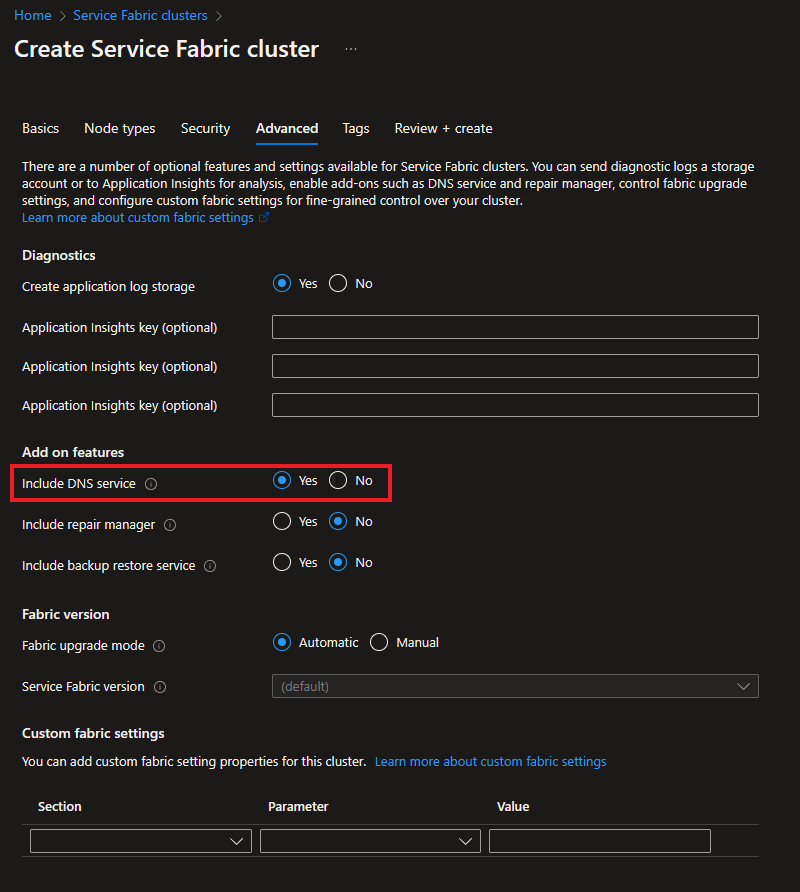 Home > Service Fabric clusters >
Create Service Fabric cluster ...
Basics Node types Security Advanced Tags Review + create
There are a number of optional features and settings available for Service Fabric clusters. You can send diagnostic logs a storage
account or to Application Insights for analysis, enable add-ons such as DNS service and repair manager, control fabric upgrade
settings, and configure custom fabric settings for fine-grained control over your cluster.
Learn more about custom fabric settings
Diagnostics
Create application log storage Yes No
Application Insights key (optional)
Application Insights key (optional)
Application Insights key (optional)
Add on features
Include DNS service Yes No
Include repair manager Yes No
Include backup restore service Yes No
Fabric version
Fabric upgrade mode Automatic Manual
Service Fabric version (default)
Custom fabric settings
You can add custom fabric setting properties for this cluster. Learn more about custom fabric settings
Section Parameter Value